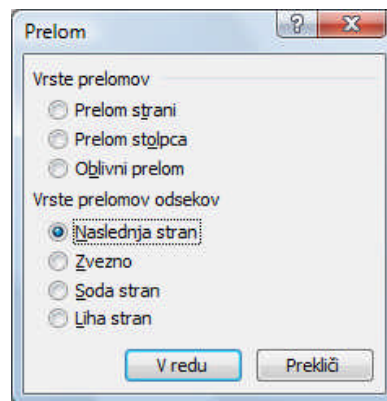 Prelom
Vrste prelomov
Prelom strani
Prelom stolpca
Oblivni prelom
Vrste prelomov odsekov
Naslednja stran
Zvezno
Soda stran
Liha stran
V redu
Prekliči